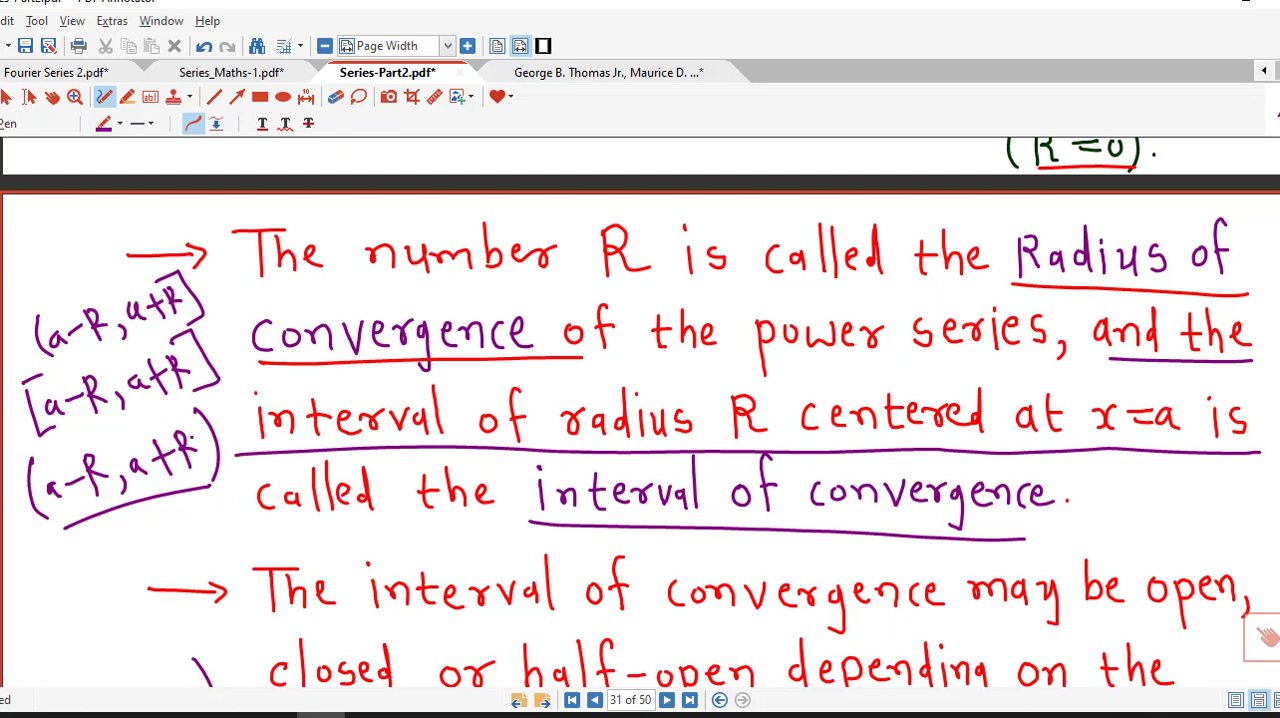 dit Tool View Extras Window Help
Page Width
Fourier Series 2.pdf* Series_Maths-1.pdf* Series-Part2.pdf* George B. Thomas Jr., Maurice D. ...*
(R=0).
→ The number R is called the Radius of
convergence of the power series, and the
interval of radius R centered at x=a is
called the interval of convergence.
(a-R, a+R]
[a-R, a+R]
(a-R, a+R)
→ The interval of convergence may be open,
closed or half-open depending on the
31 of 50